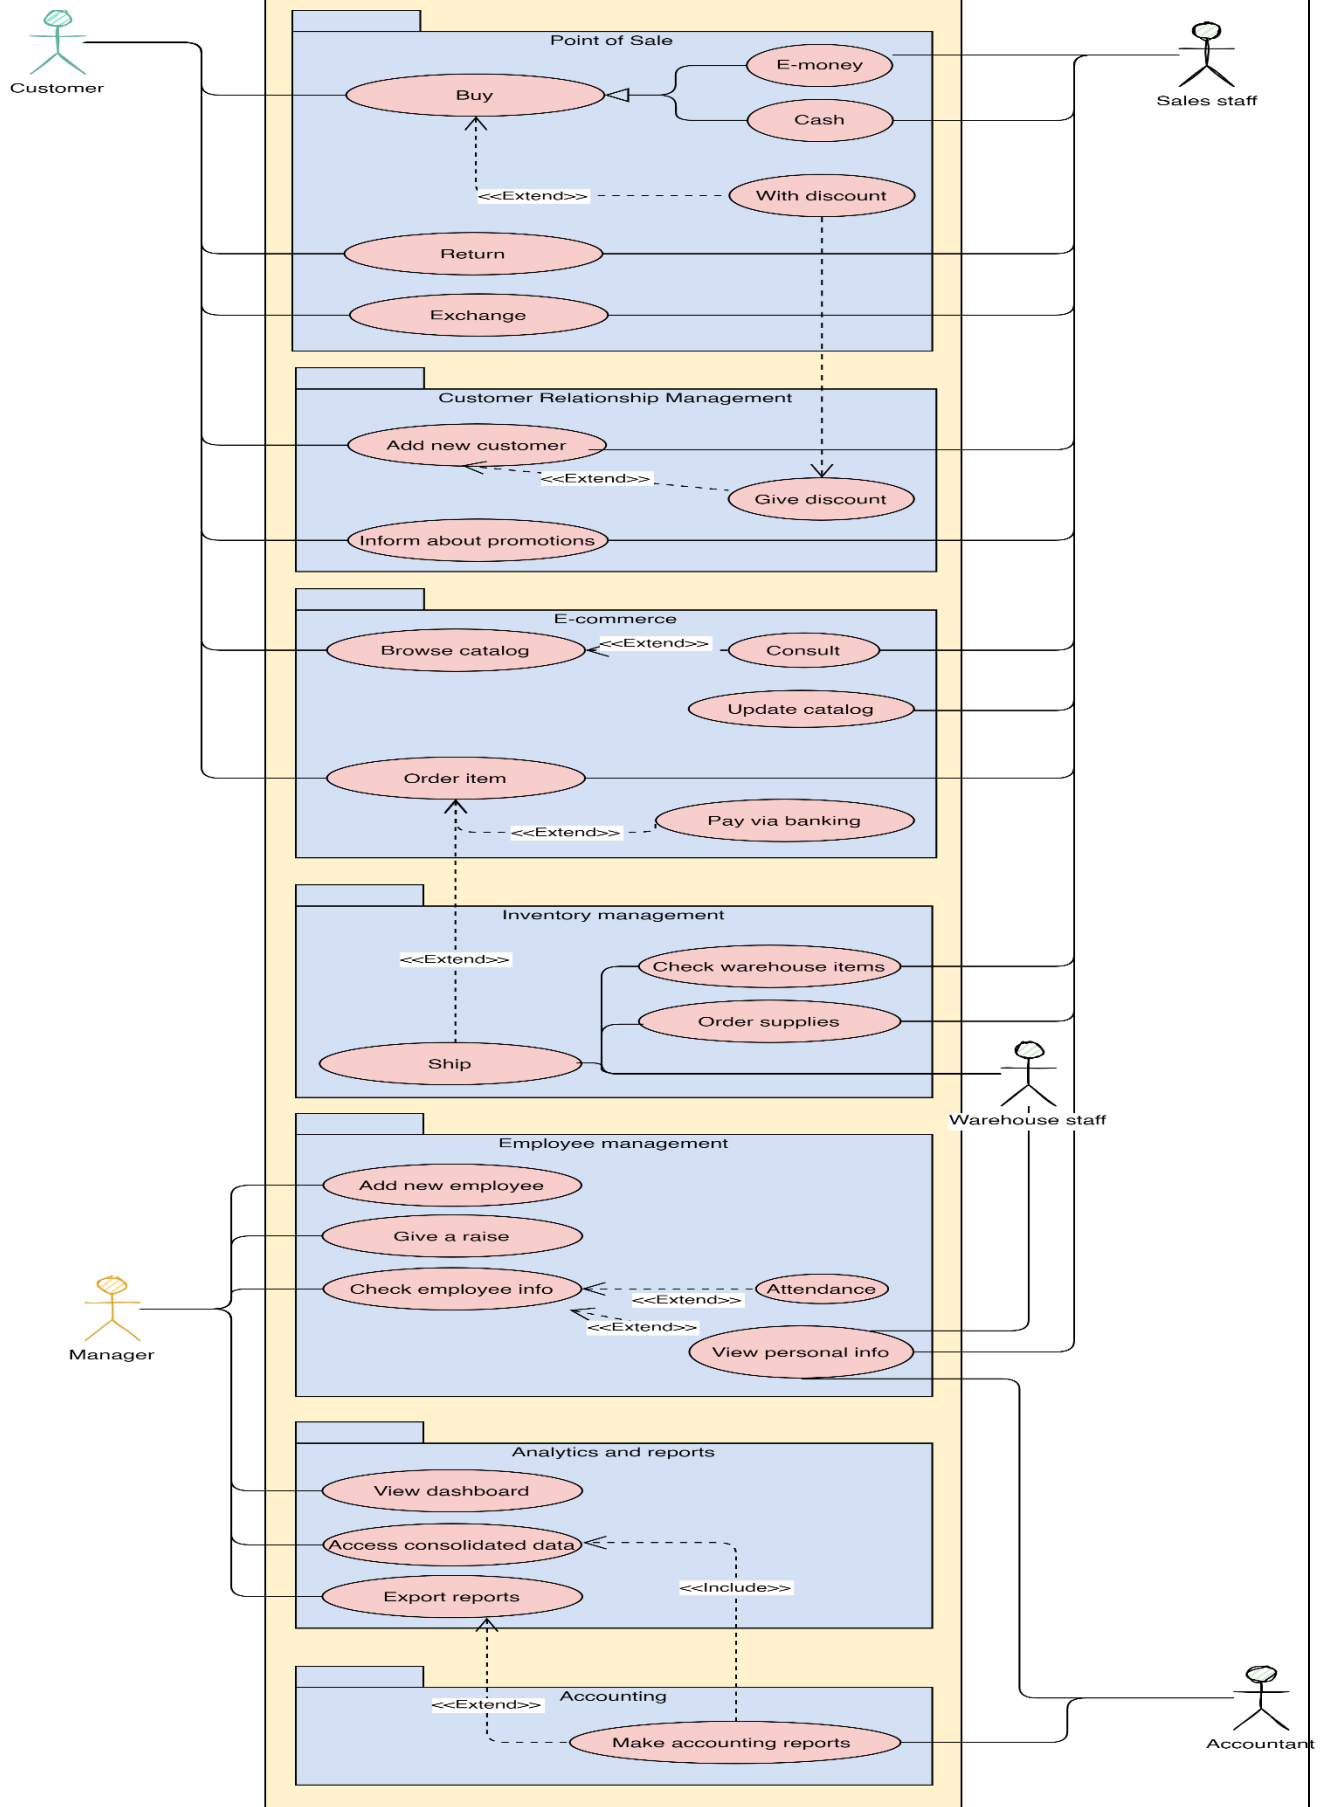 Customer
Sales staff
Point of Sale
E-money
Buy
Cash
With discount
<<Extend>>
Return
Exchange
Customer Relationship Management
Add new customer
<<Extend>>
Give discount
Inform about promotions
E-commerce
Browse catalog
<<Extend>>
Consult
Update catalog
Order item
Pay via banking
<<Extend>>
Inventory management
<<Extend>>
Check warehouse items
Order supplies
Ship
Warehouse staff
Employee management
Add new employee
Give a raise
Check employee info
Attendance
<<Extend>>
<<Extend>>
View personal info
Manager
Analytics and reports
View dashboard
Access consolidated data
<<Include>>
Export reports
Accounting
<<Extend>>
Make accounting reports
Accountant